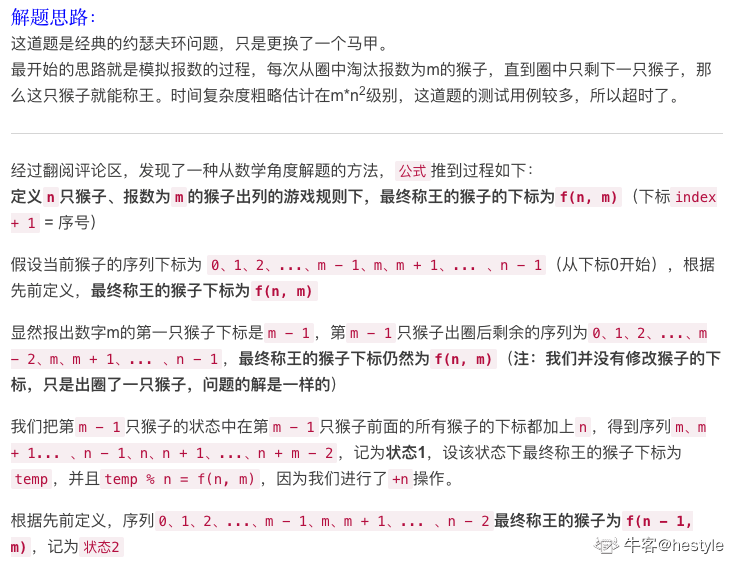 解题思路：
这道题是经典的约瑟夫环问题，只是更换了一个马甲。
最开始的思路就是模拟报数的过程，每次从圈中淘汰报数为m的猴子，直到圈中只剩下一只猴子，那
么这只猴子就能称王。时间复杂度粗略估计在m*n²级别，这道题的测试用例较多，所以超时了。
经过翻阅评论区，发现了一种从数学角度解题的方法，公式推到过程如下：
定义 n 只猴子、报数为 m 的猴子出列的游戏规则下，最终称王的猴子的下标为 f(n, m) （下标 index
+ 1 = 序号）
假设当前猴子的序列下标为 0、1、2、...、m - 1、m、m + 1、... 、n - 1 （从下标0开始），根据
先前定义，最终称王的猴子下标为 f(n, m)
显然报出数字m的第一只猴子下标是 m - 1 ，第 m - 1 只猴子出圈后剩余的序列为 0、1、2、...、m
- 2、m、m + 1、... 、n - 1 ，最终称王的猴子下标仍然为 f(n, m) （注：我们并没有修改猴子的下
标，只是出圈了一只猴子，问题的解是一样的）
我们把第 m - 1 只猴子的状态中在第 m - 1 只猴子前面的所有猴子的下标都加上 n ，得到序列 m、m
+ 1... 、n - 1、n、n + 1、...、n + m - 2 ，记为状态1，设该状态下最终称王的猴子下标为
temp ，并且 temp % n = f(n, m) ，因为我们进行了 +n 操作。
根据先前定义，序列 0、1、2、...、m - 1、m、m + 1、... 、n - 2 最终称王的猴子为 f(n - 1,
m) ，记为 状态2
牛客@hestyle